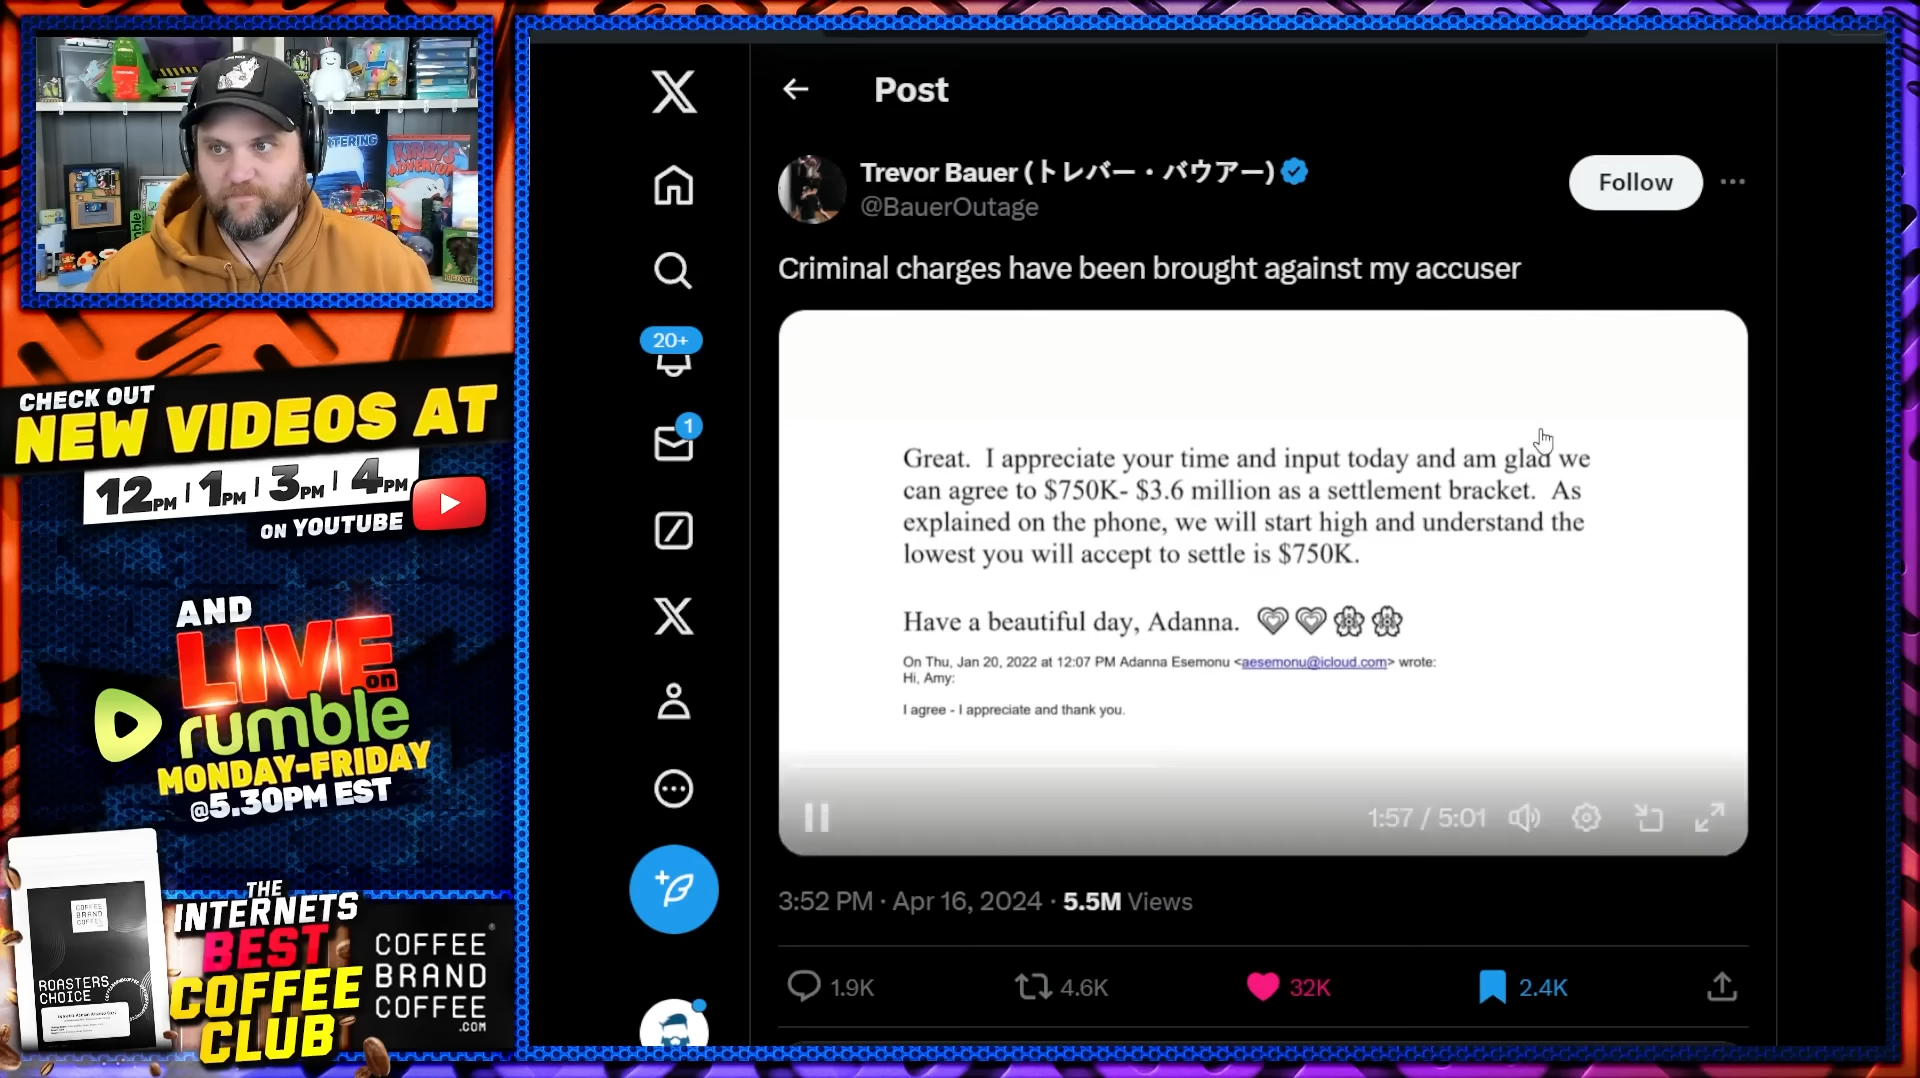 TERING
KIRBY'S
ADVENTURE
CHECK OUT
NEW VIDEOS AT
12PM | 1PM | 3PM | 4PM
ON YOUTUBE
AND
LIVE
on
rumble
MONDAY-FRIDAY
@5.30PM EST
COFFEE
BRAND
COFFEE
ROASTERS
CHOICE
THE
INTERNETS
BEST
COFFEE
CLUB
COFFEE
BRAND
COFFEE
.COM
Post
Trevor Bauer (トレバー・バウアー)
@BauerOutage
Follow
Criminal charges have been brought against my accuser
20+
1
Great. I appreciate your time and input today and am glad we
can agree to $750K- $3.6 million as a settlement bracket. As
explained on the phone, we will start high and understand the
lowest you will accept to settle is $750K.
Have a beautiful day, Adanna.
On Thu, Jan 20, 2022 at 12:07 PM Adanna Esemonu <aesemonu@icloud.com> wrote:
Hi, Amy:
I agree - I appreciate and thank you.
1:57 / 5:01
3:52 PM · Apr 16, 2024 · 5.5M Views
1.9K
4.6K
32K
2.4K